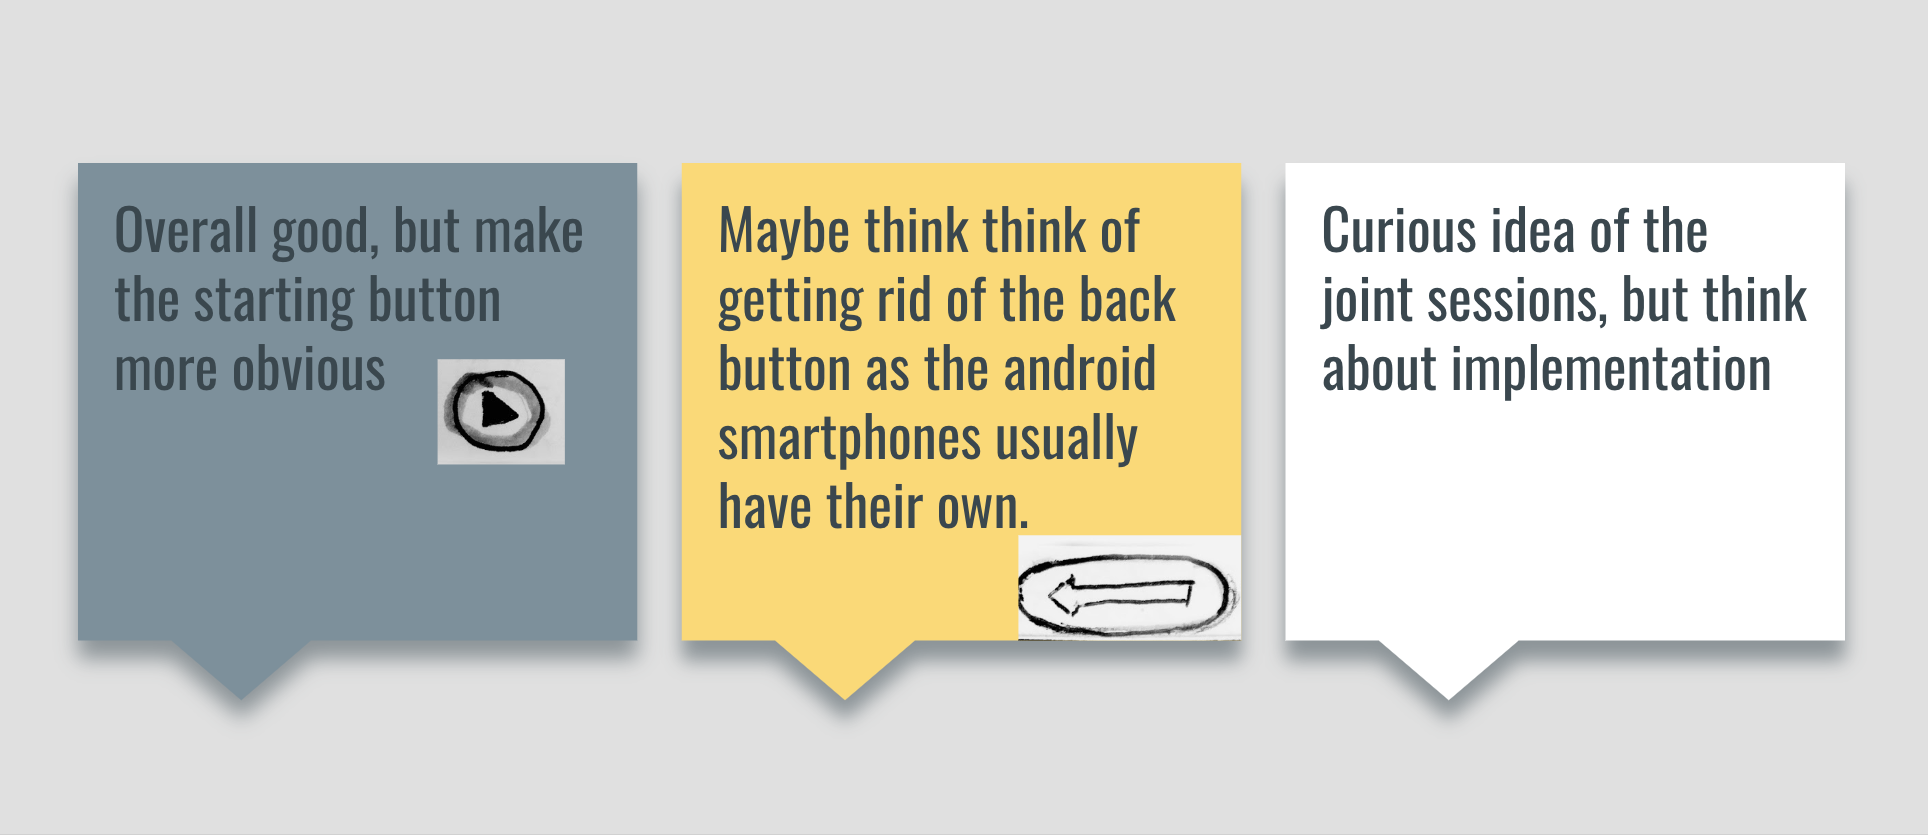 Overall good, but make
the starting button
more obvious
Maybe think think of
getting rid of the back
button as the android
smartphones usually
have their own.
Curious idea of the
joint sessions, but think
about implementation